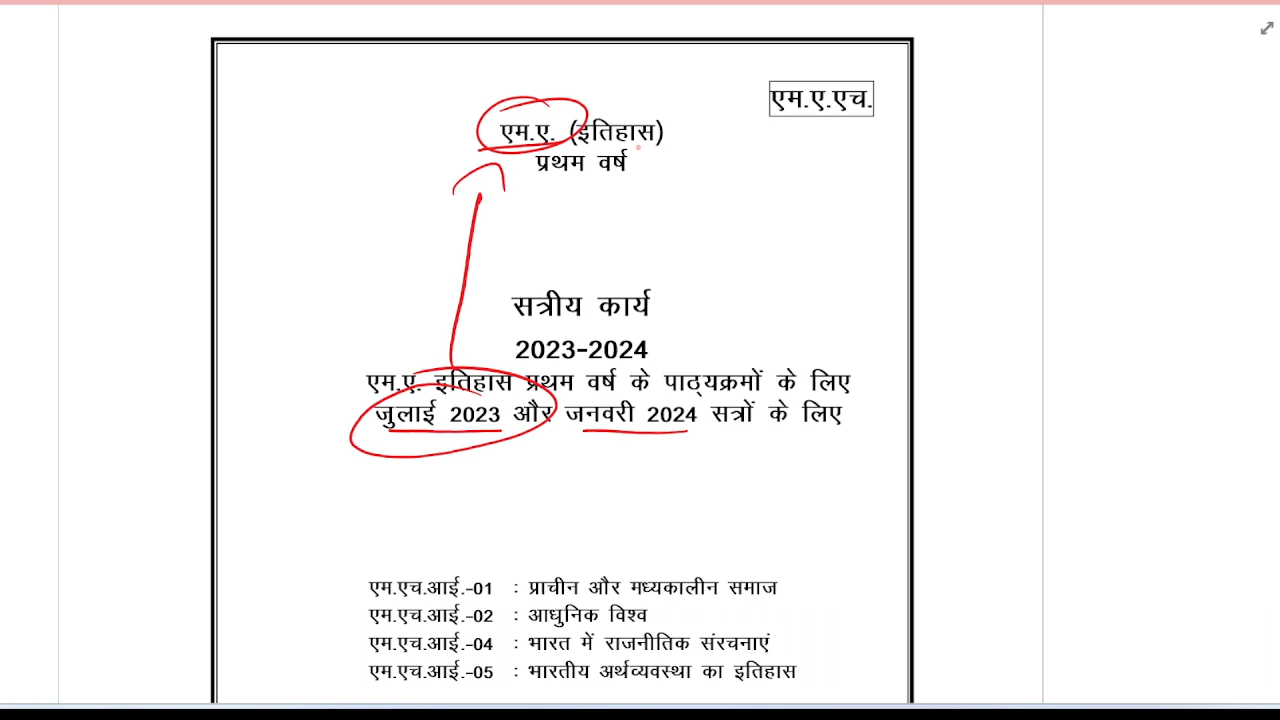 एम.ए.एच.
एम.ए. (इतिहास)
प्रथम वर्ष
सत्रीय कार्य
2023-2024
एम.ए. इतिहास प्रथम वर्ष के पाठ्यक्रमों के लिए
जुलाई 2023 और जनवरी 2024 सत्रों के लिए
एम.एच.आई.-01 : प्राचीन और मध्यकालीन समाज
एम.एच.आई.-02 : आधुनिक विश्व
एम.एच.आई.-04 : भारत में राजनीतिक संरचनाएं
एम.एच.आई.-05 : भारतीय अर्थव्यवस्था का इतिहास